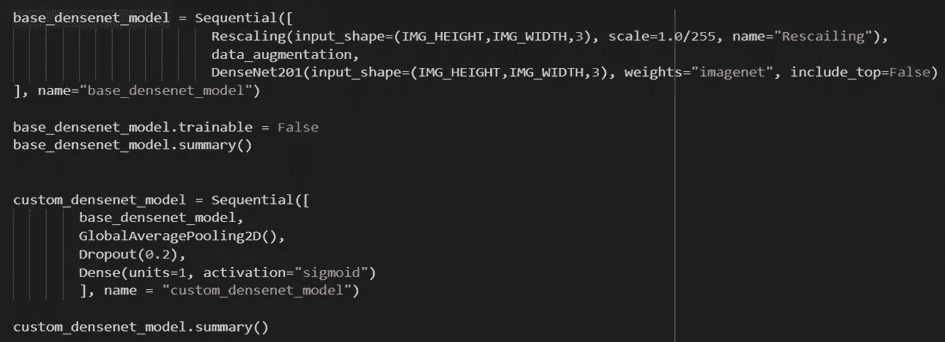 base_densenet_model = Sequential([
Rescaling(input_shape=(IMG_HEIGHT,IMG_WIDTH,3), scale=1.0/255, name="Rescailing"),
data_augmentation,
DenseNet201(input_shape=(IMG_HEIGHT,IMG_WIDTH,3), weights="imagenet", include_top=False)
], name="base_densenet_model")
base_densenet_model.trainable = False
base_densenet_model.summary()
custom_densenet_model = Sequential([
base_densenet_model,
GlobalAveragePooling2D(),
Dropout(0.2),
Dense(units=1, activation="sigmoid")
], name = "custom_densenet_model")
custom_densenet_model.summary()